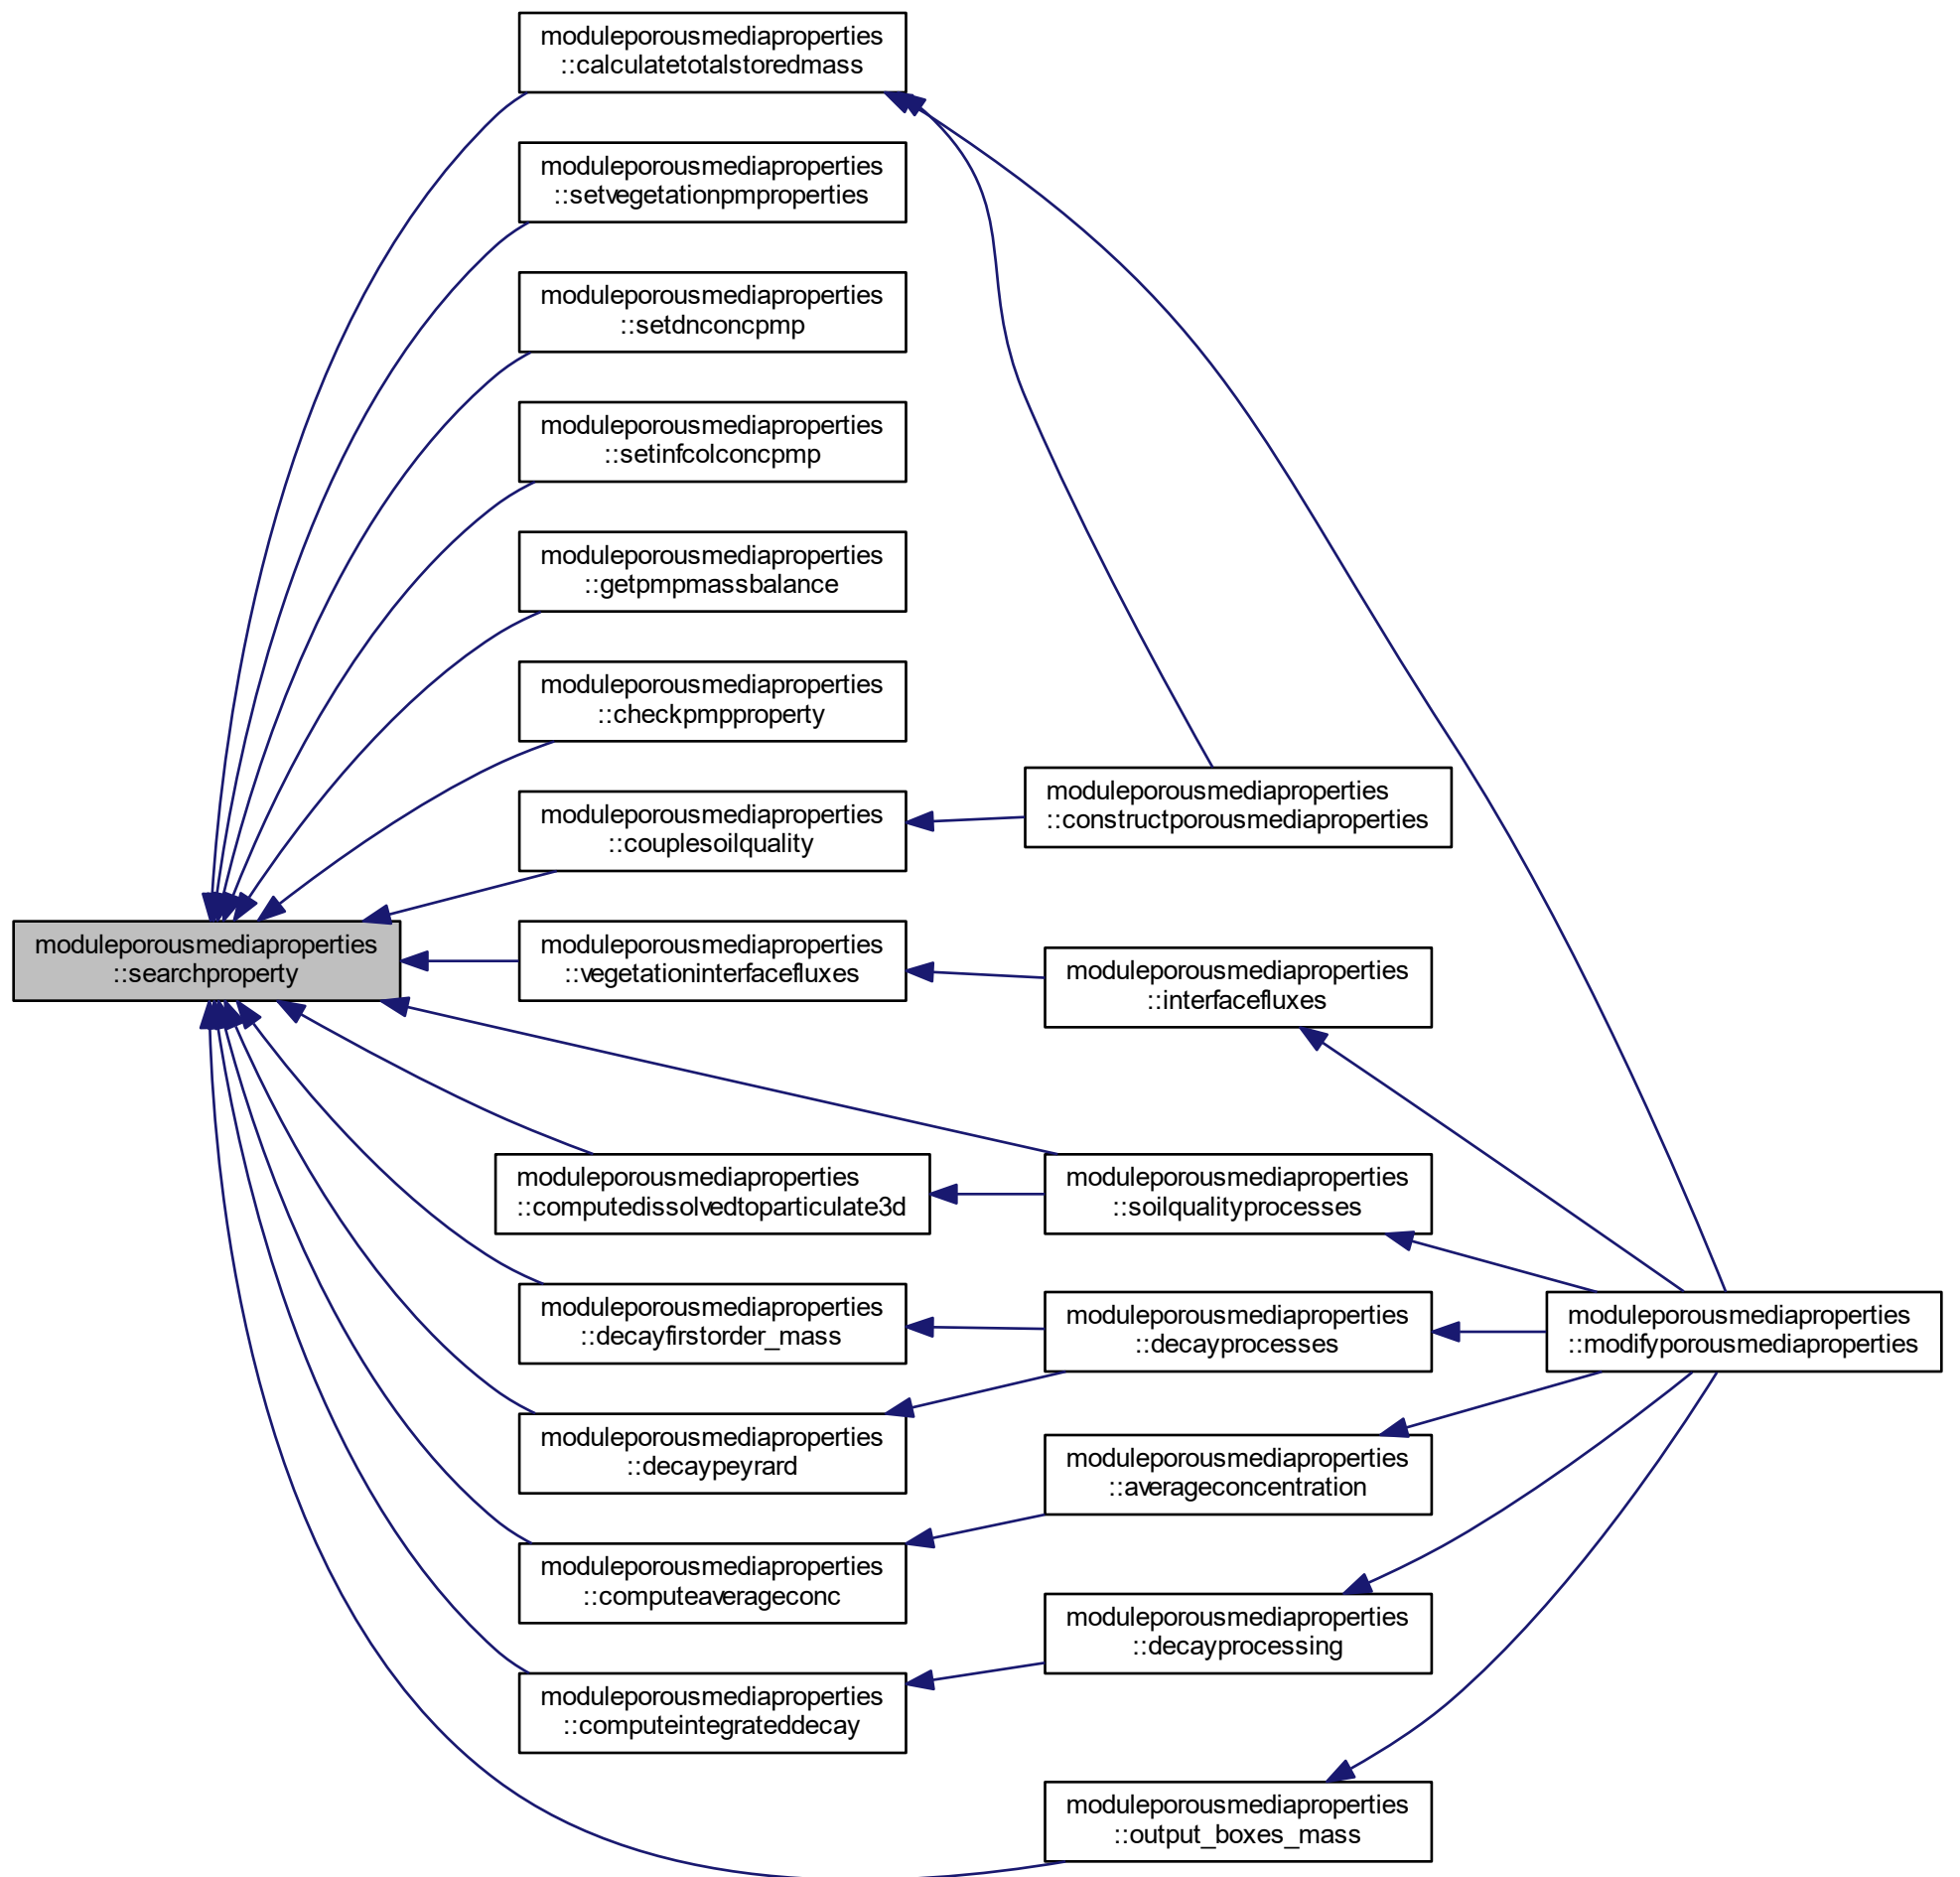 moduleporousmediaproperties
::calculatetotalstoredmass
moduleporousmediaproperties
::setvegetationpmproperties
moduleporousmediaproperties
::setdnconcpmp
moduleporousmediaproperties
::setinfcolconcpmp
moduleporousmediaproperties
::getpmpmassbalance
moduleporousmediaproperties
::checkpmpproperty
moduleporousmediaproperties
::couplesoilquality
moduleporousmediaproperties
::constructporousmediaproperties
moduleporousmediaproperties
::searchproperty
moduleporousmediaproperties
::vegetationinterfacefluxes
moduleporousmediaproperties
::interfacefluxes
moduleporousmediaproperties
::computedissolvedtoparticulate3d
moduleporousmediaproperties
::soilqualityprocesses
moduleporousmediaproperties
::decayfirstorder_mass
moduleporousmediaproperties
::decayprocesses
moduleporousmediaproperties
::modifyporousmediaproperties
moduleporousmediaproperties
::decaypeyrard
moduleporousmediaproperties
::averageconcentration
moduleporousmediaproperties
::computeaverageconc
moduleporousmediaproperties
::decayprocessing
moduleporousmediaproperties
::computeintegrateddecay
moduleporousmediaproperties
::output_boxes_mass